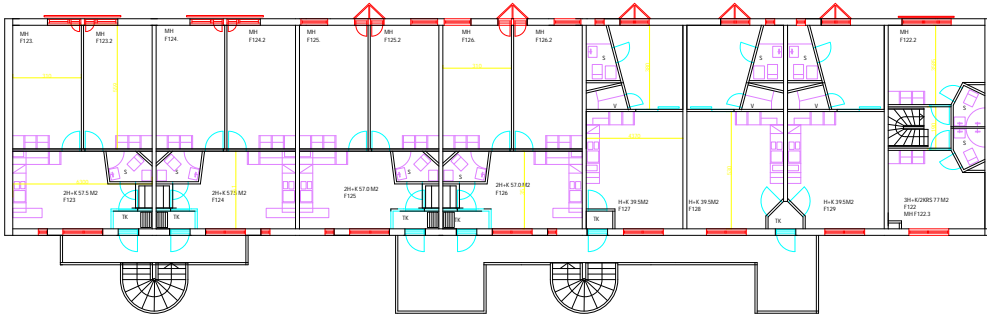 MH
F123.
MH
F123.2
MH
F124.
MH
F124.2
MH
F125.
MH
F125.2
MH
F126.
MH
F126.2
MH
F122.2
S
S
S
S
V
V
S
S
S
S
S
S
2H+K 57.5 M2
F123
2H+K 57.5 M2
F124
2H+K 57.0 M2
F125
2H+K 57.0 M2
F126
H+K 39.5M2
F127
H+K 39.5M2
F128
H+K 39.5M2
F129
3H+K/2KRS 77 M2
F122
MH F122.3
TK
TK
TK
TK
TK
TK